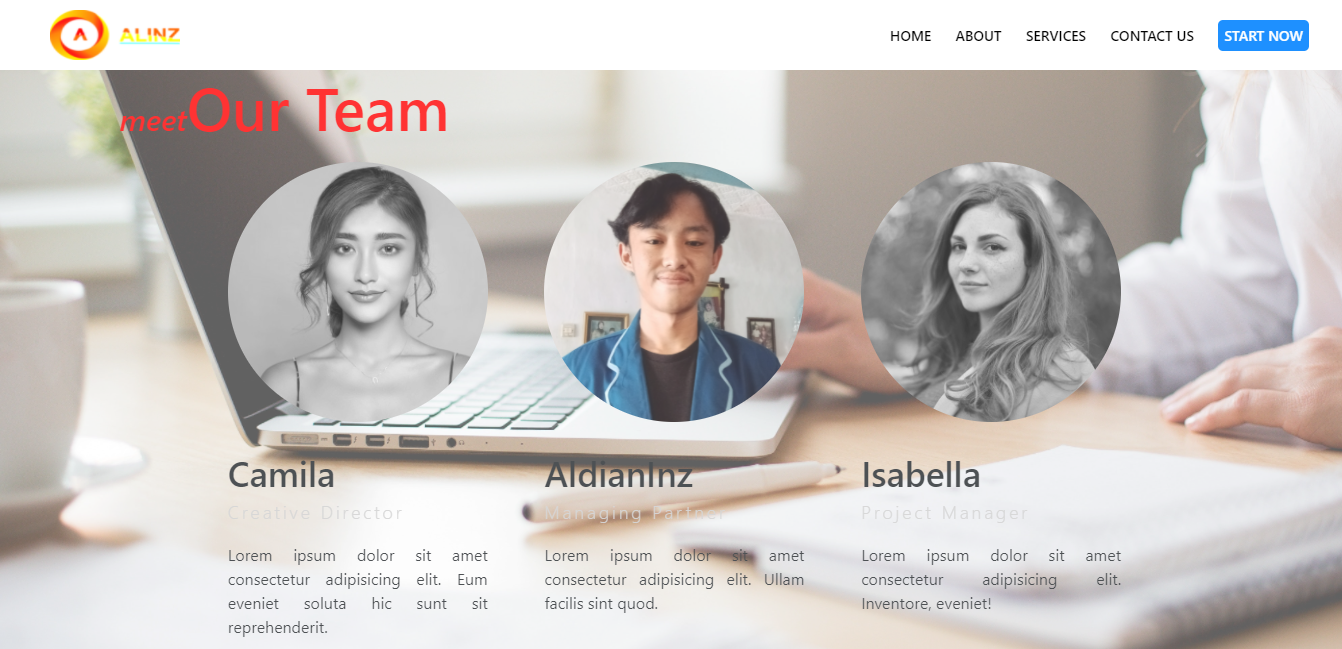 ALINZ
HOME ABOUT SERVICES CONTACT US START NOW
meetOur Team
Camila
Creative Director
Lorem ipsum dolor sit amet
consectetur adipisicing elit. Eum
eveniet soluta hic sunt sit
reprehenderit.
AldianInz
Managing Partner
Lorem ipsum dolor sit amet
consectetur adipisicing elit. Ullam
facilis sint quod.
Isabella
Project Manager
Lorem ipsum dolor sit amet
consectetur adipisicing elit.
Inventore, eveniet!